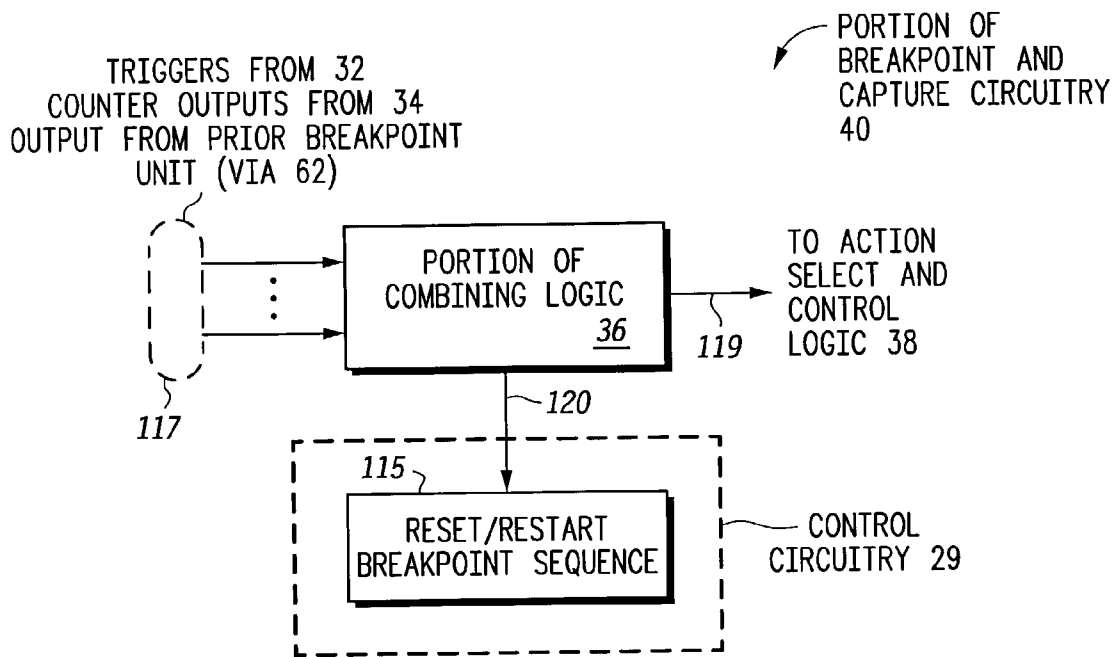 PORTION OF
BREAKPOINT AND
CAPTURE CIRCUITRY
40
TRIGGERS FROM 32
COUNTER OUTPUTS FROM 34
OUTPUT FROM PRIOR BREAKPOINT
UNIT (VIA 62)
PORTION OF
COMBINING LOGIC
36
TO ACTION
SELECT AND
CONTROL
LOGIC 38
119
117
120
115
RESET/RESTART
BREAKPOINT SEQUENCE
CONTROL
CIRCUITRY 29